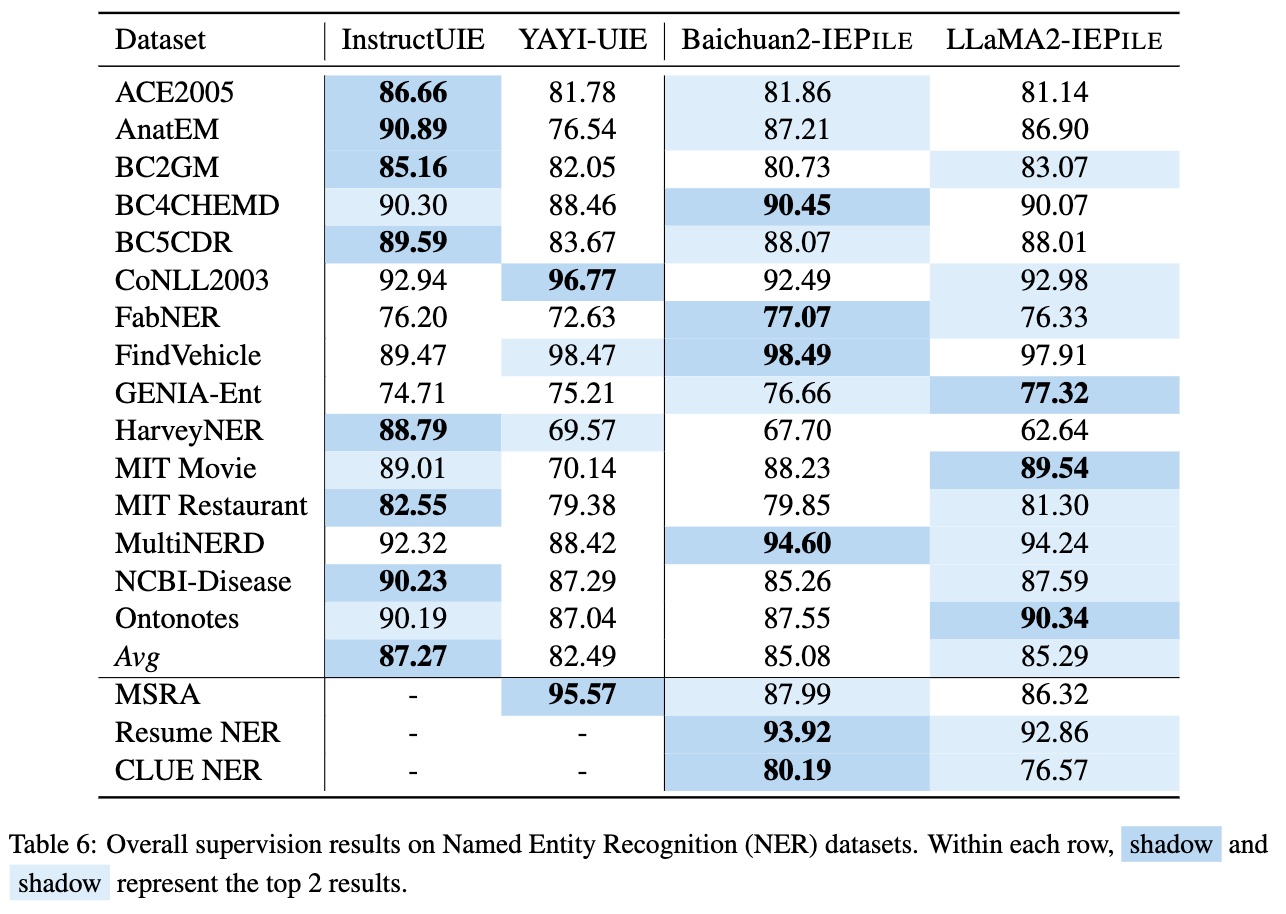 Dataset InstructUIE YAYI-UIE Baichuan2-IEPILE LLaMA2-IEPILE
ACE2005 86.66 81.78 81.86 81.14
AnatEM 90.89 76.54 87.21 86.90
BC2GM 85.16 82.05 80.73 83.07
BC4CHEMD 90.30 88.46 90.45 90.07
BC5CDR 89.59 83.67 88.07 88.01
CoNLL2003 92.94 96.77 92.49 92.98
FabNER 76.20 72.63 77.07 76.33
FindVehicle 89.47 98.47 98.49 97.91
GENIA-Ent 74.71 75.21 76.66 77.32
HarveyNER 88.79 69.57 67.70 62.64
MIT Movie 89.01 70.14 88.23 89.54
MIT Restaurant 82.55 79.38 79.85 81.30
MultiNERD 92.32 88.42 94.60 94.24
NCBI-Disease 90.23 87.29 85.26 87.59
Ontonotes 90.19 87.04 87.55 90.34
Avg 87.27 82.49 85.08 85.29
MSRA - 95.57 87.99 86.32
Resume NER - - 93.92 92.86
CLUE NER - - 80.19 76.57
Table 6: Overall supervision results on Named Entity Recognition (NER) datasets. Within each row, shadow and
shadow represent the top 2 results.